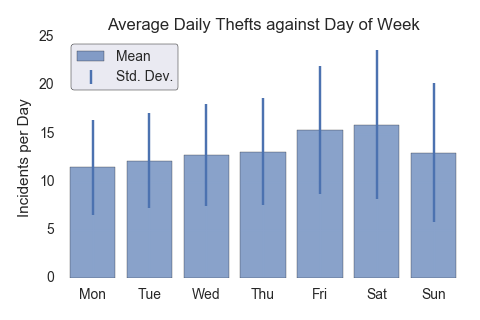 Average Daily Thefts against Day of Week
Incidents per Day
25
20
15
10
5
0
Mean
Std. Dev.
Mon Tue Wed Thu Fri Sat Sun